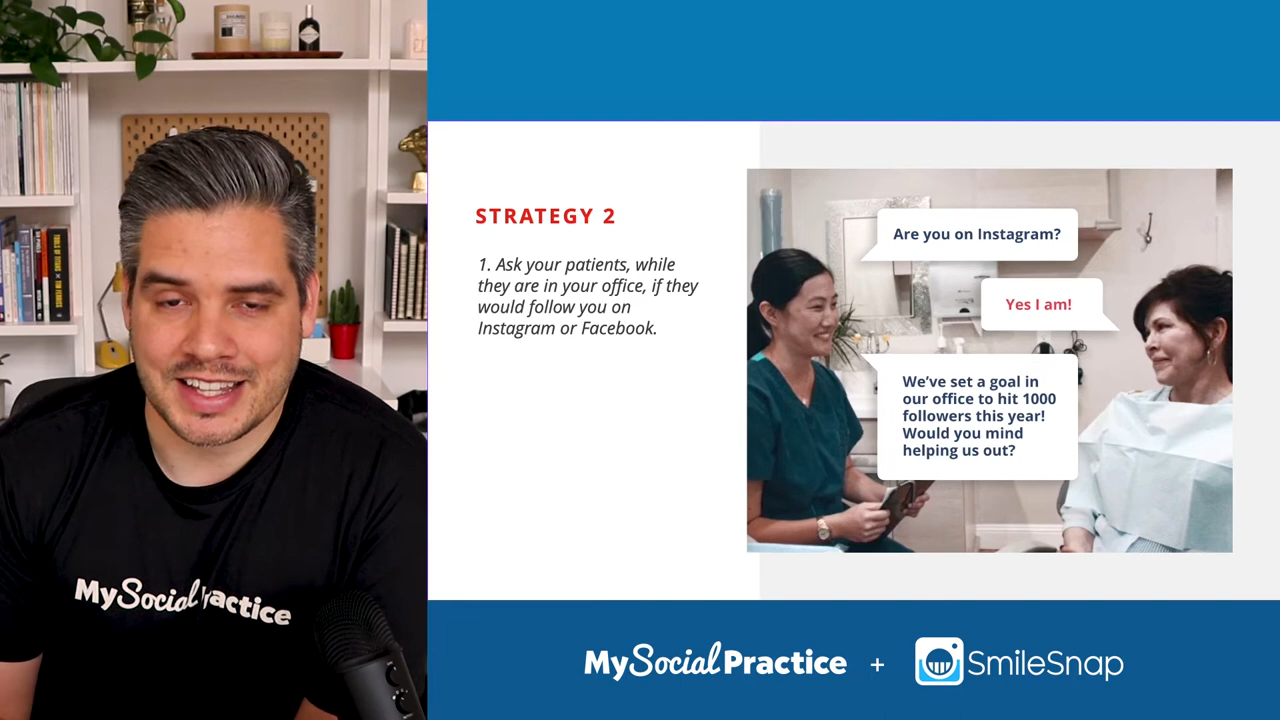 STRATEGY 2
1. Ask your patients, while
they are in your office, if they
would follow you on
Instagram or Facebook.
Are you on Instagram?
Yes I am!
We’ve set a goal in
our office to hit 1000
followers this year!
Would you mind
helping us out?
MySocial Practice
MySocialPractice + SmileSnap